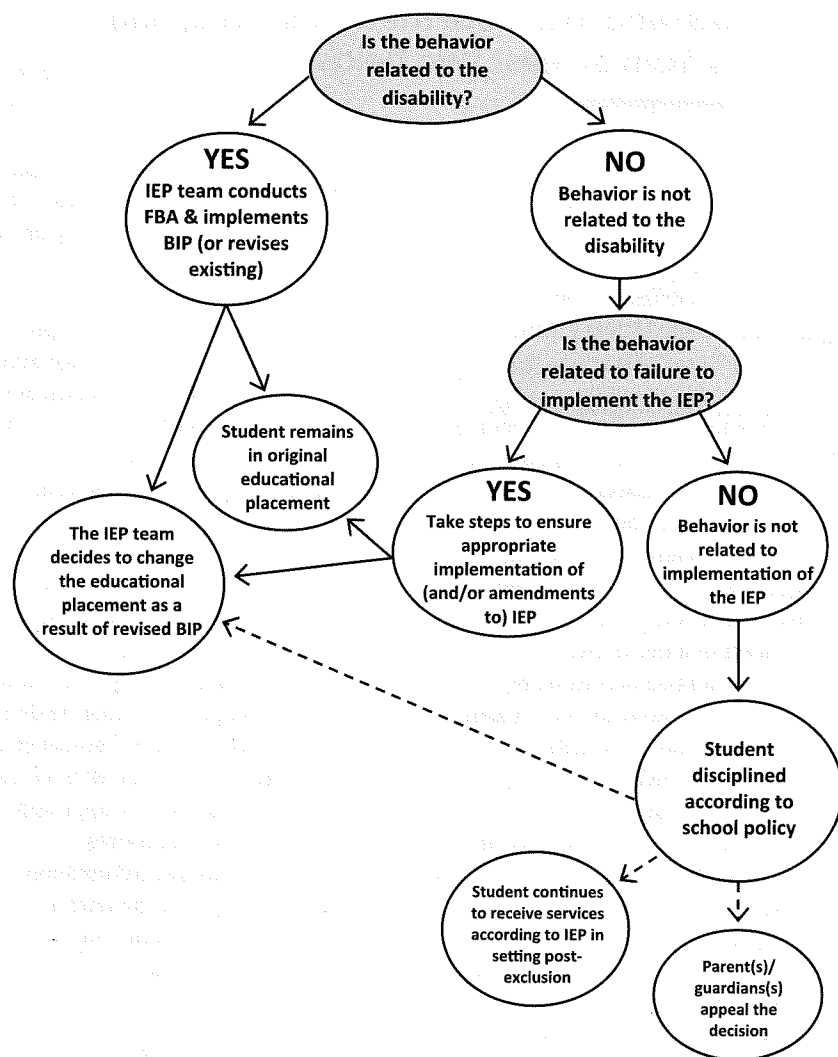 Is the behavior
related to the
disability?
YES
IEP team conducts
FBA & implements
BIP (or revises
existing)
NO
Behavior is not
related to the
disability
Is the behavior
related to failure to
implement the IEP?
Student remains
in original
educational
placement
YES
Take steps to ensure
appropriate
implementation of
(and/or amendments
to) IEP
NO
Behavior is not
related to
implementation of
the IEP
The IEP team
decides to change
the educational
placement as a
result of revised BIP
Student
disciplined
according to
school policy
Student continues
to receive services
according to IEP in
setting post-
exclusion
Parent(s)/
guardians(s)
appeal the
decision